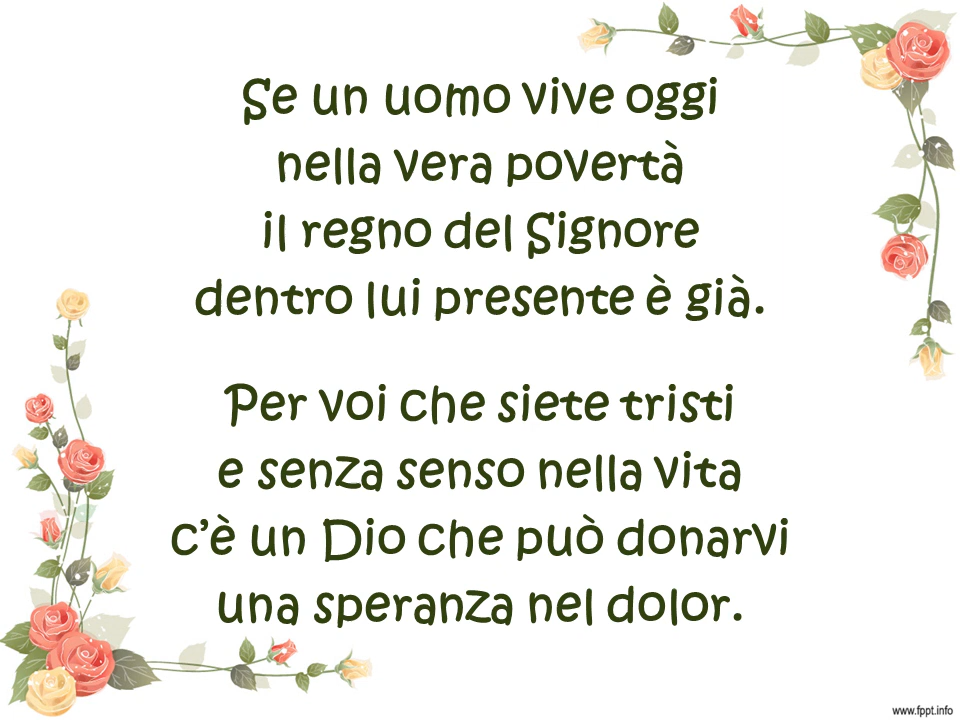 Se un uomo vive oggi
nella vera povertà
il regno del Signore
dentro lui presente è già.
Per voi che siete tristi
e senza senso nella vita
c’è un Dio che può donarvi
una speranza nel dolor.
www.fppt.info